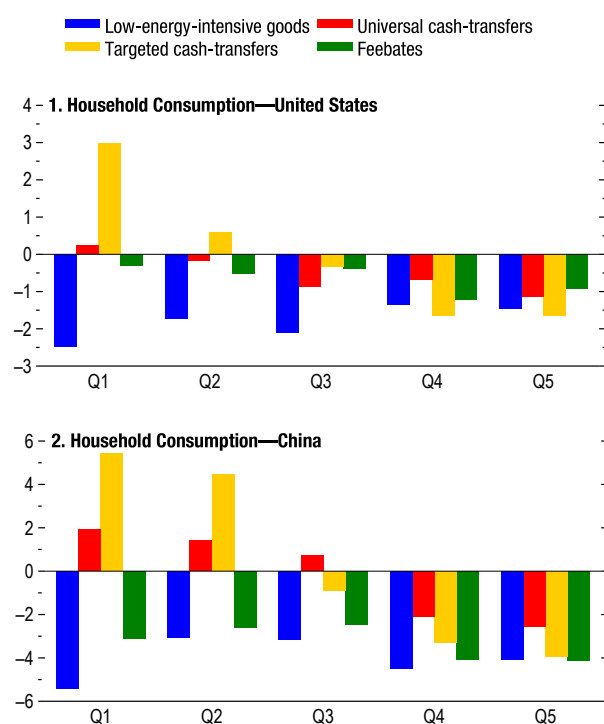 Low-energy-intensive goods Universal cash-transfers
Targeted cash-transfers Feebates
1. Household Consumption—United States
4
3
2
1
0
–1
–2
–3
Q1 Q2 Q3 Q4 Q5
2. Household Consumption—China
6
4
2
0
–2
–4
–6
Q1 Q2 Q3 Q4 Q5